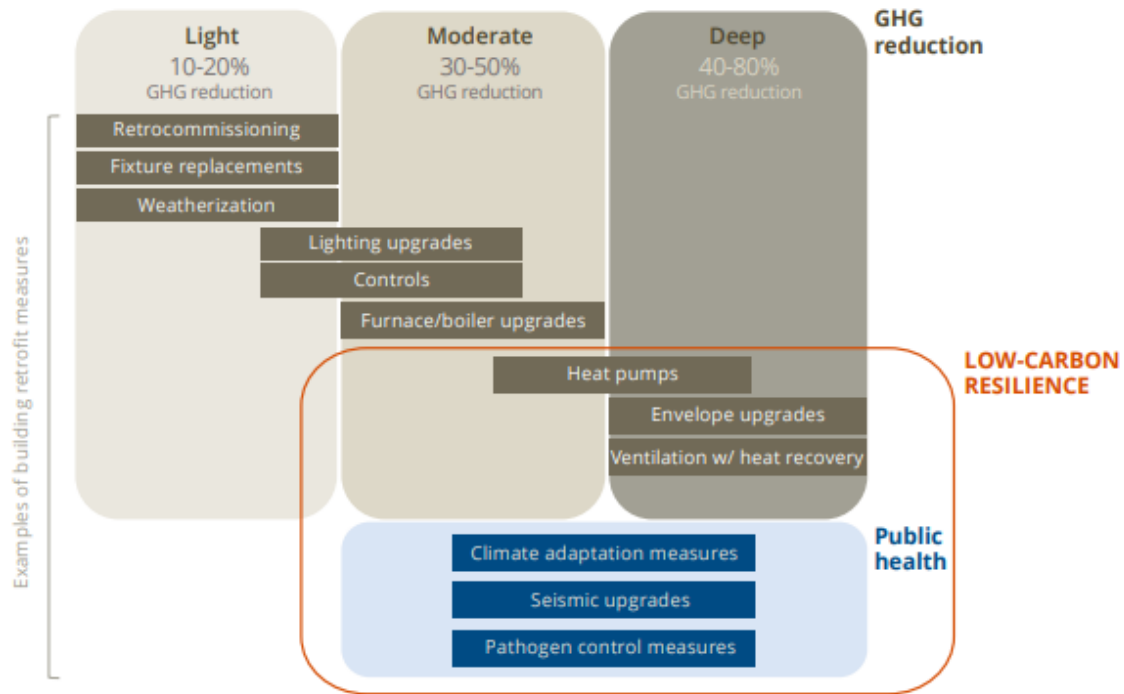 Light
10-20%
GHG reduction
Moderate
30-50%
GHG reduction
Deep
40-80%
GHG reduction
GHG
reduction
Examples of building retrofit measures
Retrocommissioning
Fixture replacements
Weatherization
Lighting upgrades
Controls
Furnace/boiler upgrades
Heat pumps
Envelope upgrades
Ventilation w/ heat recovery
LOW-CARBON
RESILIENCE
Climate adaptation measures
Seismic upgrades
Pathogen control measures
Public
health